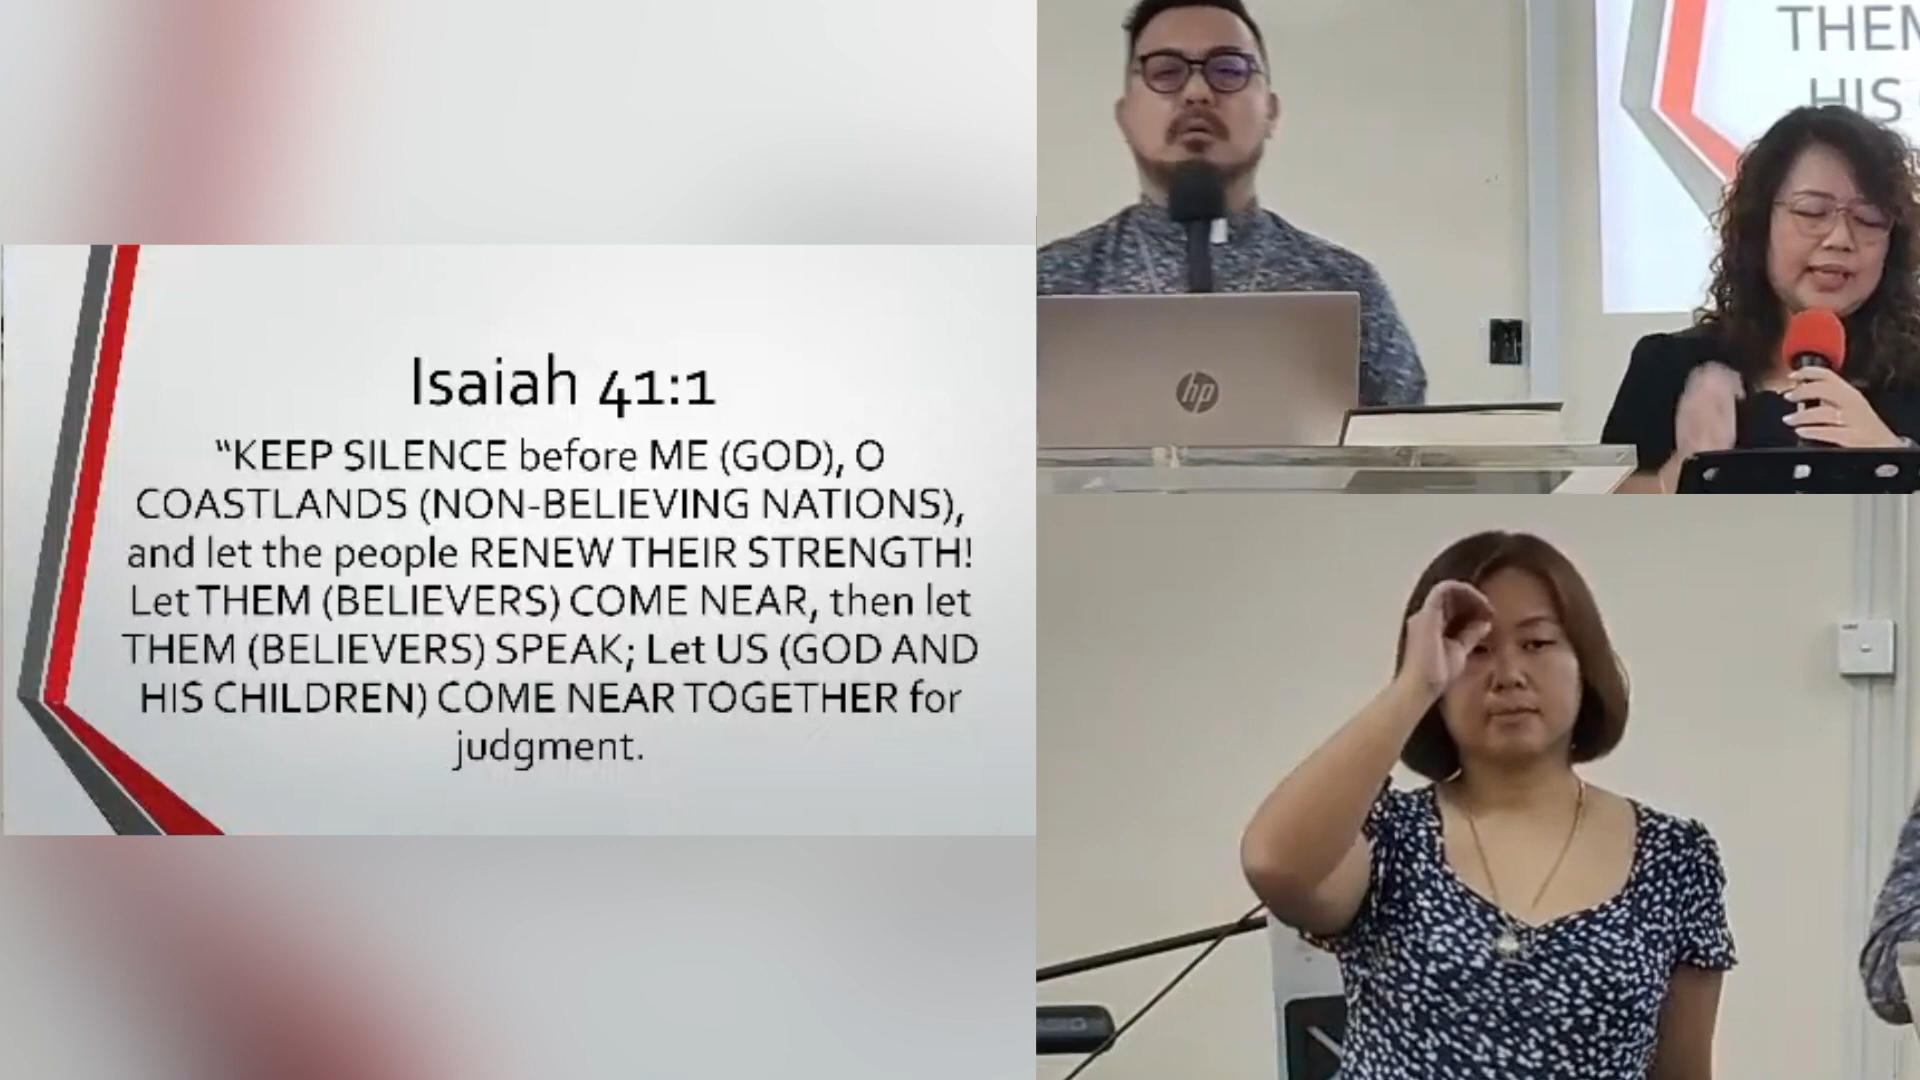 Isaiah 41:1
“KEEP SILENCE before ME (GOD), O
COASTLANDS (NON-BELIEVING NATIONS),
and let the people RENEW THEIR STRENGTH!
Let THEM (BELIEVERS) COME NEAR, then let
THEM (BELIEVERS) SPEAK; Let US (GOD AND
HIS CHILDREN) COME NEAR TOGETHER for
judgment.
THEM
HIS
hp